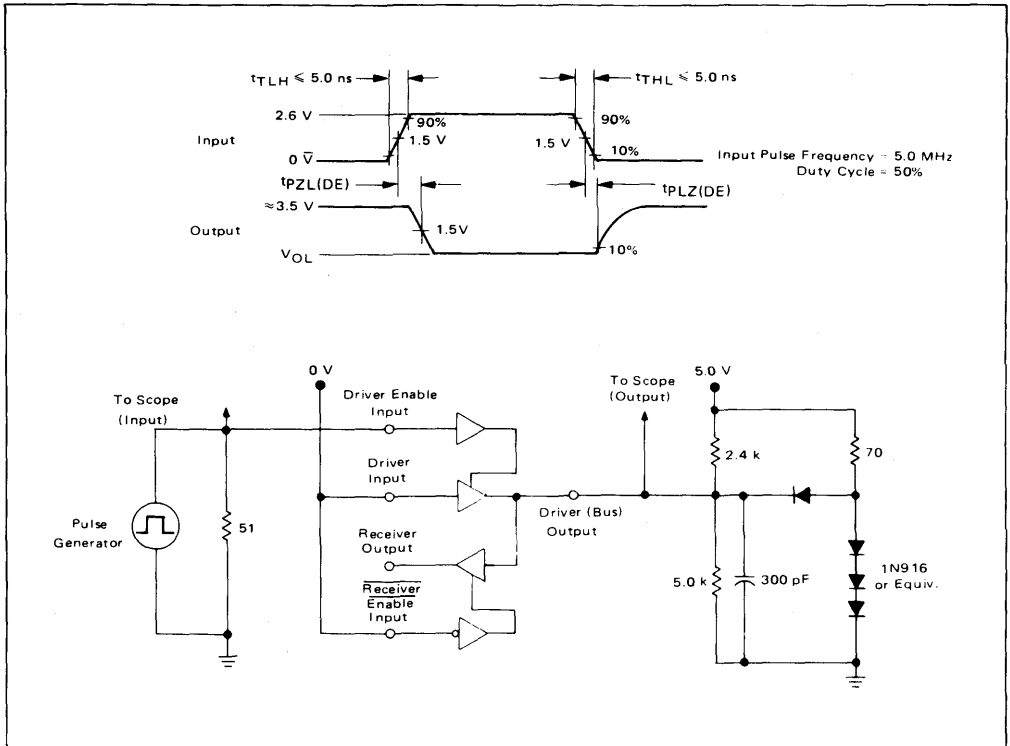 tTLH ≤ 5.0 ns
tTHL ≤ 5.0 ns
2.6 V
90%
90%
Input
1.5 V
1.5 V
0 V
10%
Input Pulse Frequency = 5.0 MHz
Duty Cycle = 50%
tPZL(DE)
tPLZ(DE)
≈3.5 V
Output
1.5V
VOL
10%
0 V
5.0 V
To Scope
(Input)
Driver Enable
Input
To Scope
(Output)
2.4 k
70
Driver
Input
Driver (Bus)
Output
Pulse
Generator
51
Receiver
Output
Receiver
Enable
Input
5.0 k
300 pF
1N916
or Equiv.